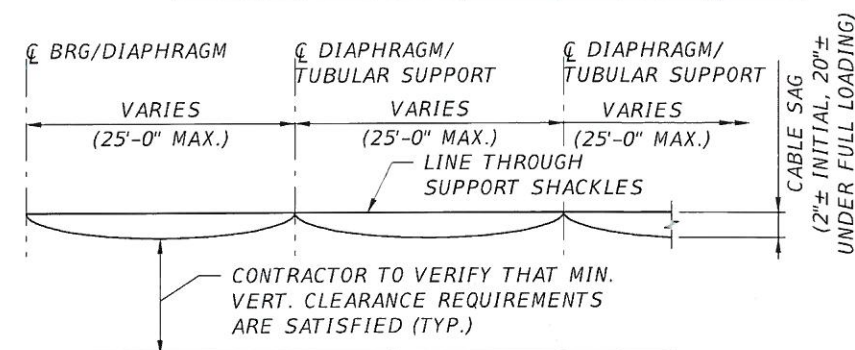 ℄ BRG/DIAPHRAGM
℄ DIAPHRAGM/
TUBULAR SUPPORT
℄ DIAPHRAGM/
TUBULAR SUPPORT
VARIES
(25'-0" MAX.)
VARIES
(25'-0" MAX.)
VARIES
(25'-0" MAX.)
LINE THROUGH
SUPPORT SHACKLES
CABLE SAG
(2"± INITIAL, 20"±
UNDER FULL LOADING)
CONTRACTOR TO VERIFY THAT MIN.
VERT. CLEARANCE REQUIREMENTS
ARE SATISFIED (TYP.)